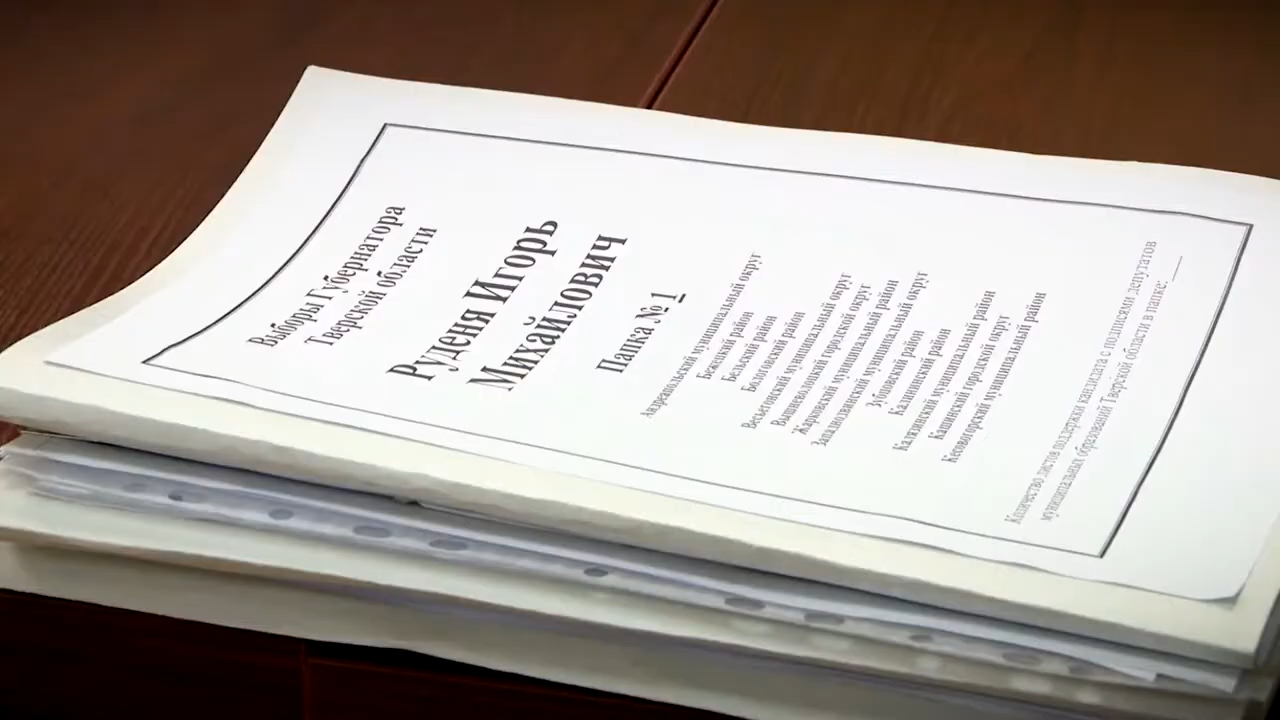 Выборы Губернатора
Тверской области
Руденя Игорь
Михайлович
Папка № 1
Андреапольский муниципальный округ
Бежецкий район
Бельский район
Бологовский район
Весьегонский муниципальный округ
Вышневолоцкий городской округ
Жарковский муниципальный район
Западнодвинский муниципальный округ
Зубцовский район
Калининский район
Калязинский муниципальный район
Кашинский городской округ
Кесовогорский муниципальный район
Количество листов поддержки кандидата с подписями депутатов
муниципальных образований Тверской области в папке: ___